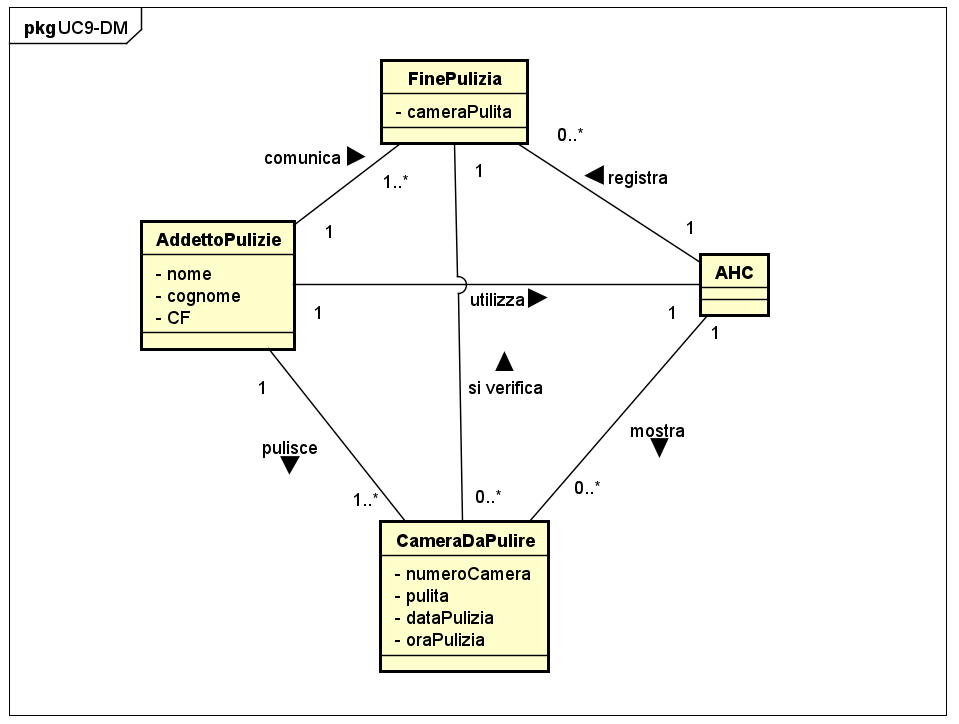 pkg UC9-DM
FinePulizia
- cameraPulita
0..*
comunica
1..*
1
registra
1
1
AddettoPulizie
- nome
- cognome
- CF
AHC
utilizza
1
1
1
si verifica
1
pulisce
mostra
1..*
0..*
0..*
CameraDaPulire
- numeroCamera
- pulita
- dataPulizia
- oraPulizia